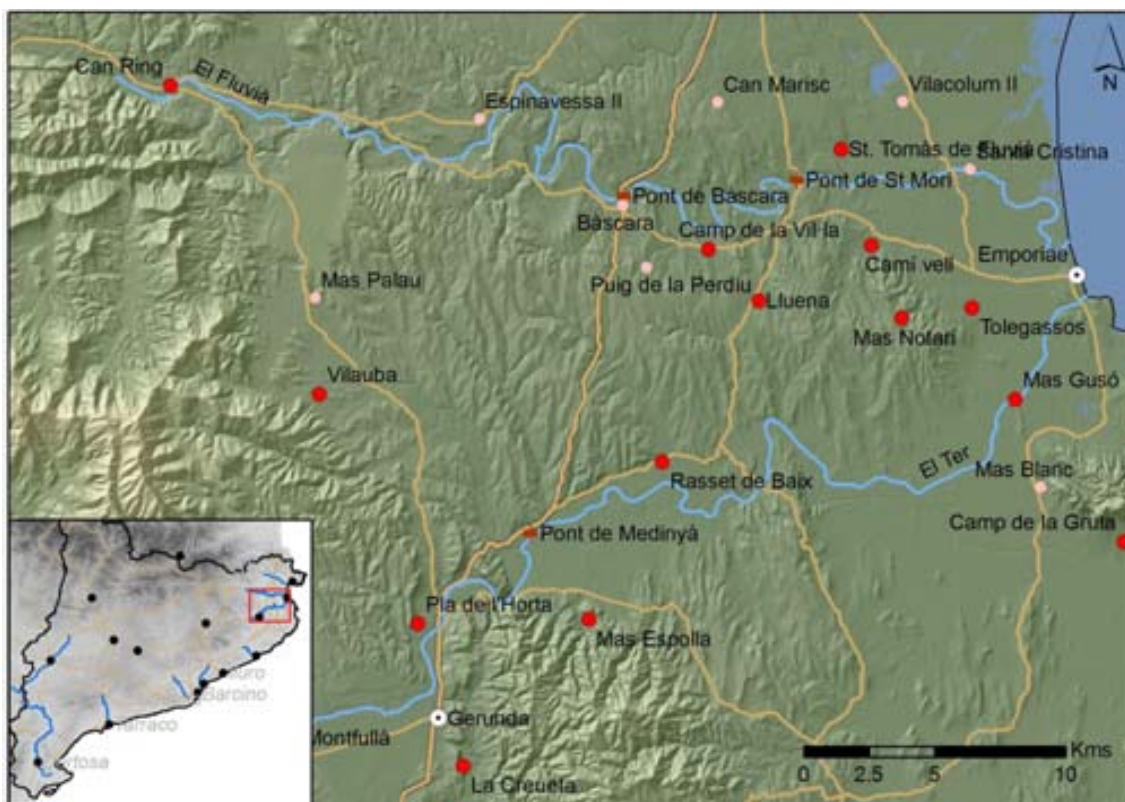 Can Ring
El Fluvià
Espinavessa II
Can Marisc
Vilacolum II
N
St. Tomàs de Fluvià
Santa Cristina
Pont de St Mori
Pont de Bascara
Bàscara
Camp de la Vil·la
Camí vell
Emporiae
Mas Palau
Puig de la Perdiu
Lluena
Mas Notari
Tolegassos
Vilauba
Mas Gusó
Rasset de Baix
El Ter
Mas Blanc
Camp de la Gruta
Pont de Medinyà
Pla de l'Horta
Mas Espolla
Gerunda
Montfullà
La Creueta
Barcino
Tarraco
Kms
0 2.5 5 10